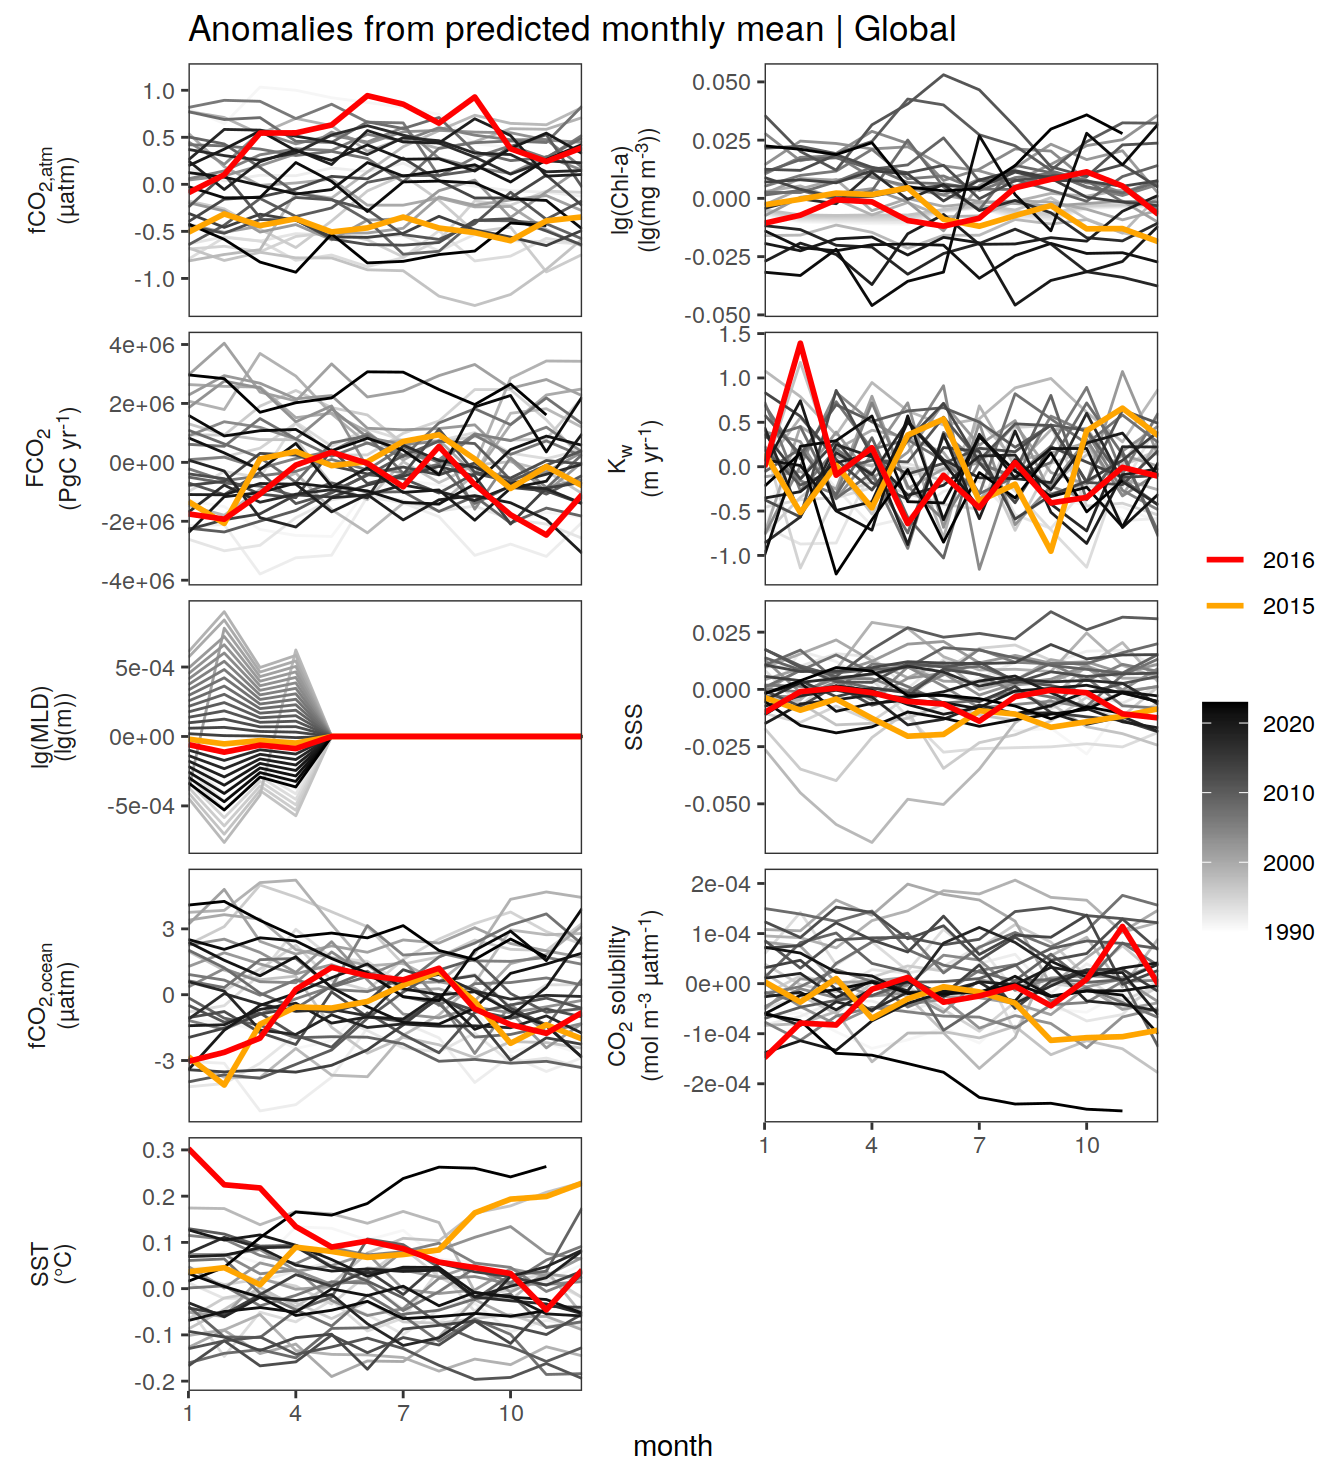 Anomalies from predicted monthly mean | Global
fCO2,atm
(µatm)
1.0
0.5
0.0
-0.5
-1.0
lg(Chl-a)
(lg(mg m-3))
0.050
0.025
0.000
-0.025
-0.050
FCO2
(PgC yr-1)
4e+06
2e+06
0e+00
-2e+06
-4e+06
Kw
(m yr-1)
1.5
1.0
0.5
0.0
-0.5
-1.0
lg(MLD)
(lg(m))
5e-04
0e+00
-5e-04
SSS
0.025
0.000
-0.025
-0.050
fCO2,ocean
(µatm)
3
0
-3
CO2 solubility
(mol m-3 µatm-1)
2e-04
1e-04
0e+00
-1e-04
-2e-04
1 4 7 10
SST
(°C)
0.3
0.2
0.1
0.0
-0.1
-0.2
1 4 7 10
month
2016
2015
2020
2010
2000
1990